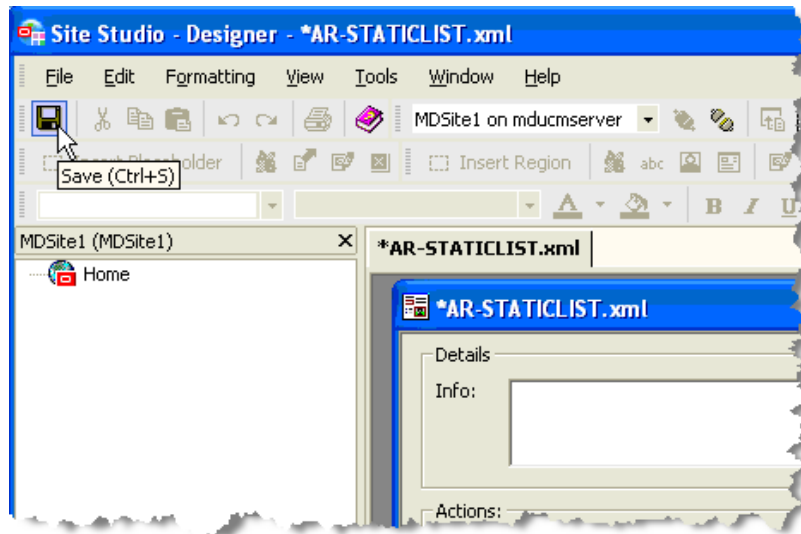 Site Studio - Designer - *AR-STATICLIST.xml
File Edit Formatting View Tools Window Help
MDSite1 on mducmserver
holder Insert Region abc
Save (Ctrl+S)
A B I U
MDSite1 (MDSite1) X *AR-STATICLIST.xml
Home
*AR-STATICLIST.xml
Details
Info:
Actions: